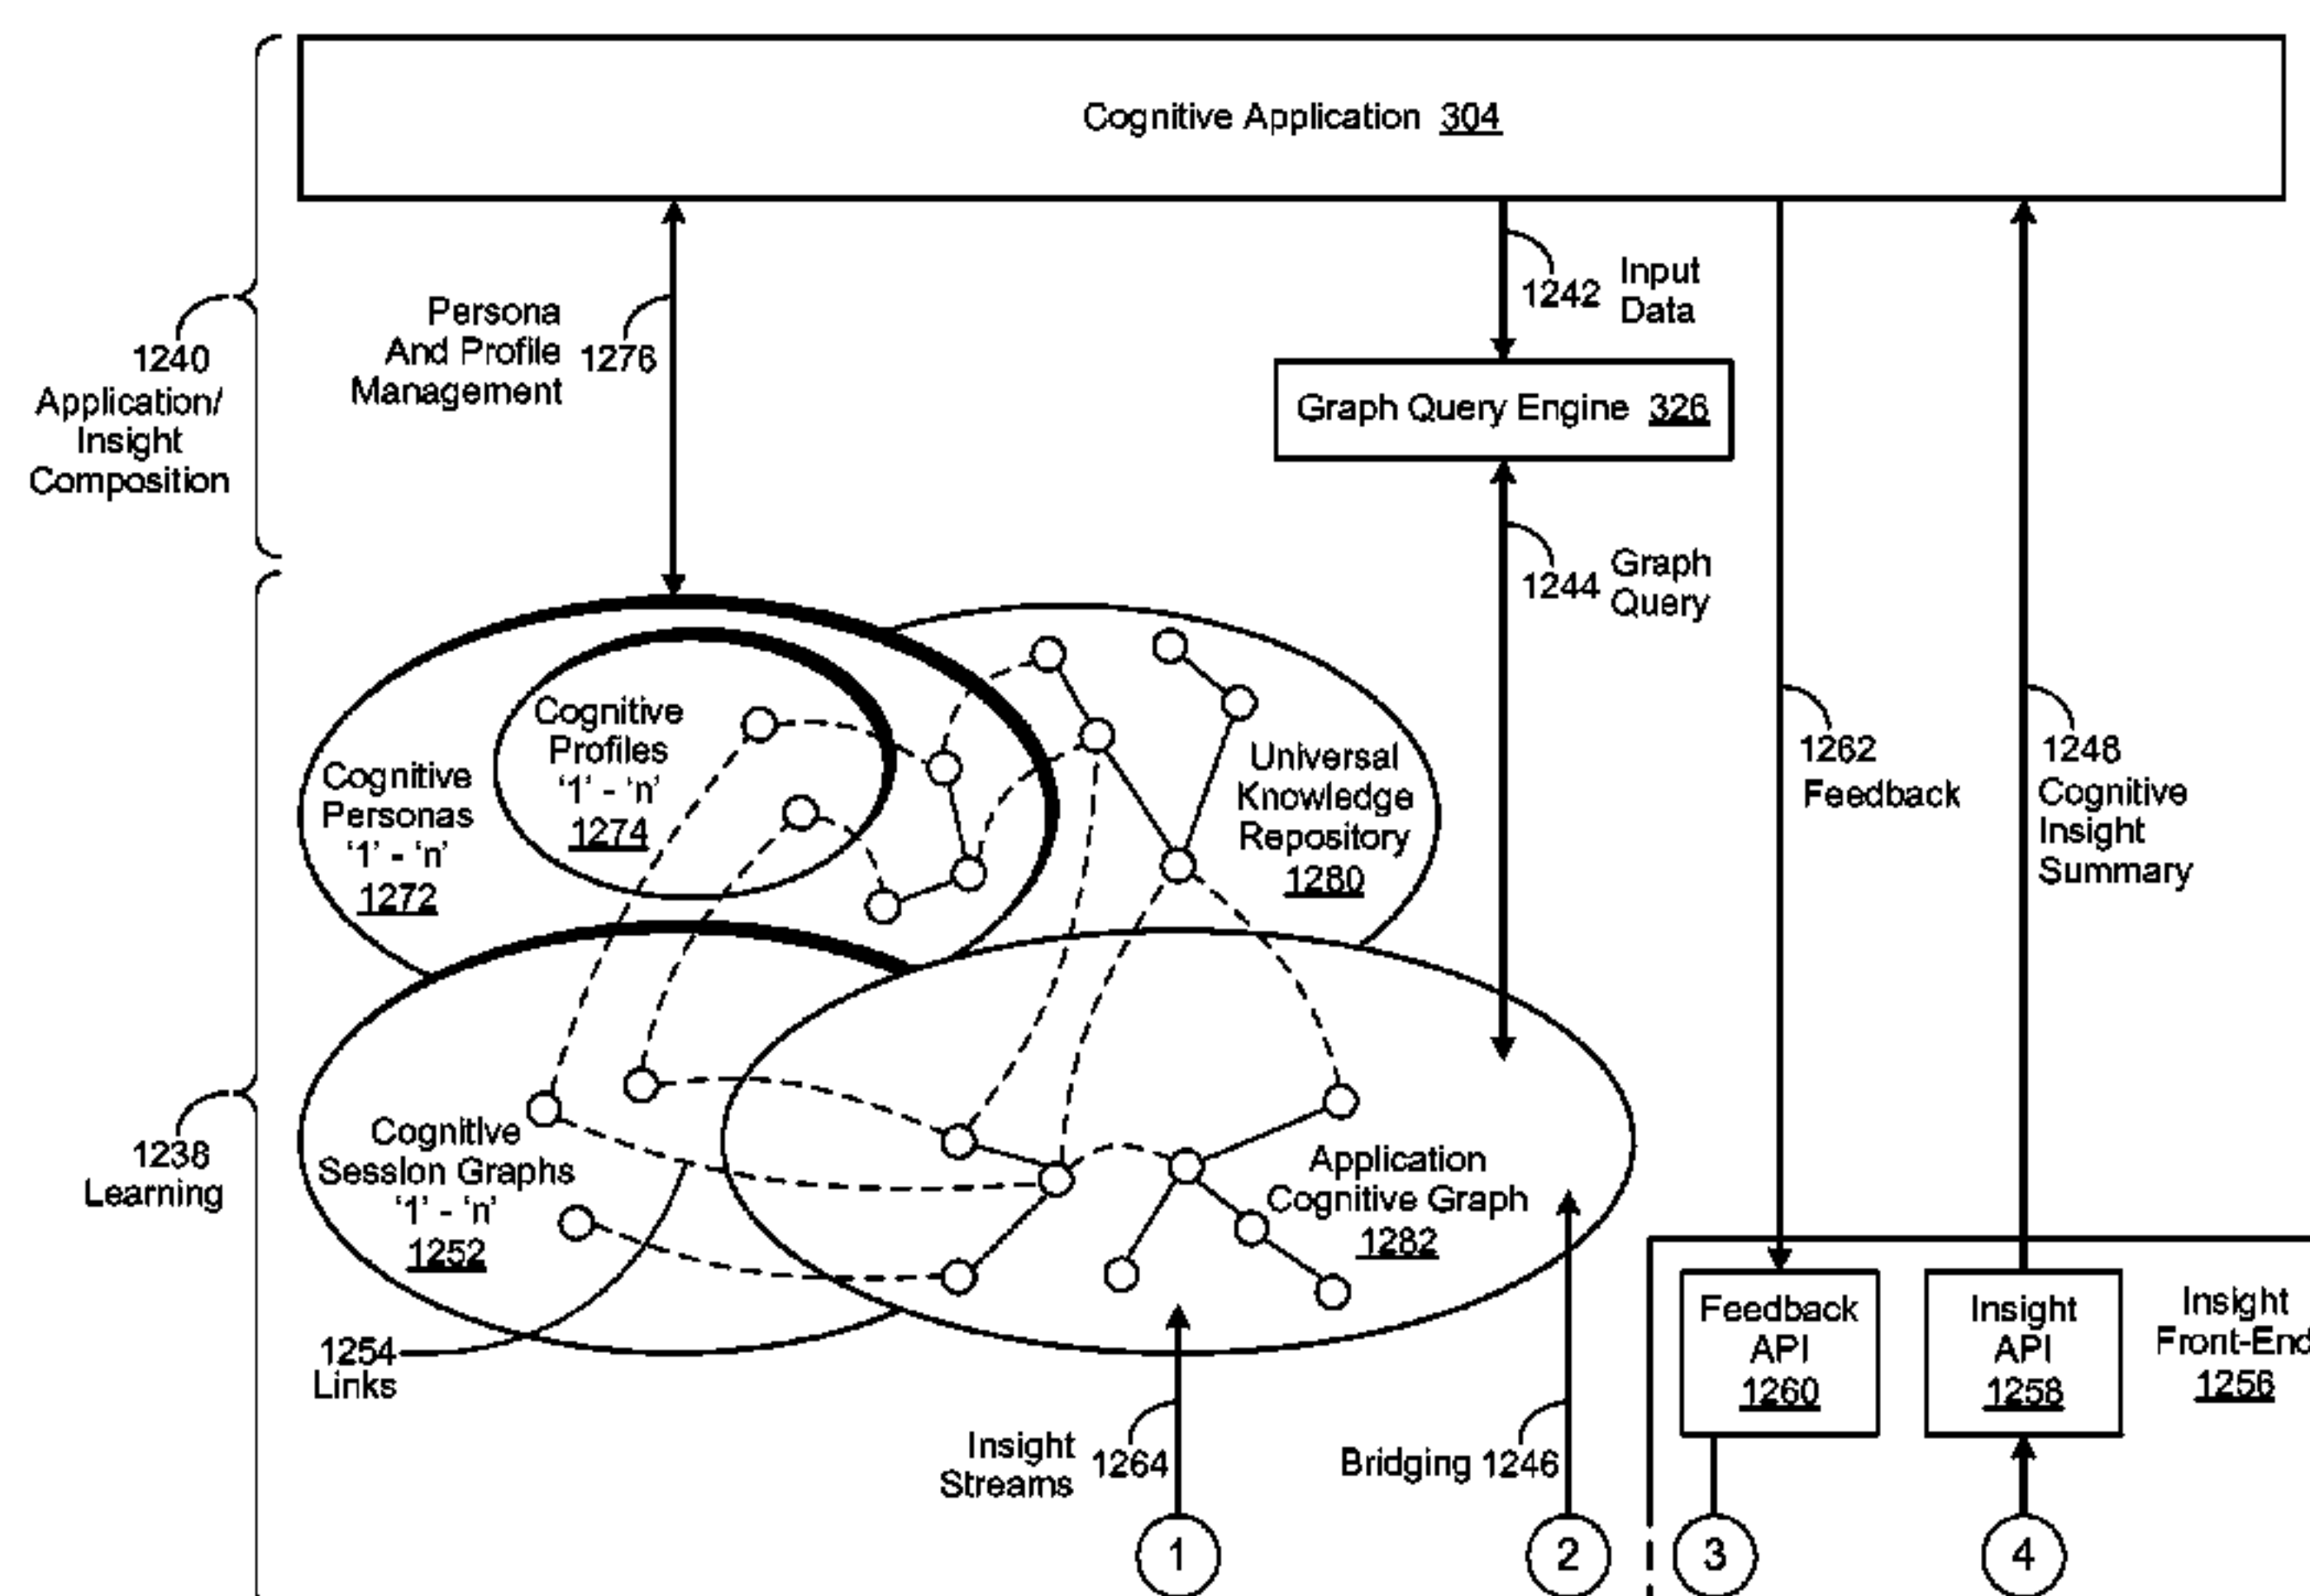 Cognitive Application 304
1240
Application/
Insight
Composition
Persona
And Profile
Management
1276
1242
Input
Data
Graph Query Engine 326
1244
Graph
Query
1262
Feedback
1248
Cognitive
Insight
Summary
Cognitive
Profiles
‘1’ - ‘n’
1274
Cognitive
Personas
‘1’ - ‘n’
1272
Universal
Knowledge
Repository
1280
1238
Learning
Cognitive
Session Graphs
‘1’ - ‘n’
1252
Application
Cognitive Graph
1282
1254
Links
Insight
Streams
1264
Bridging 1246
Feedback
API
1260
Insight
API
1258
Insight
Front-End
1256
1
2
3
4